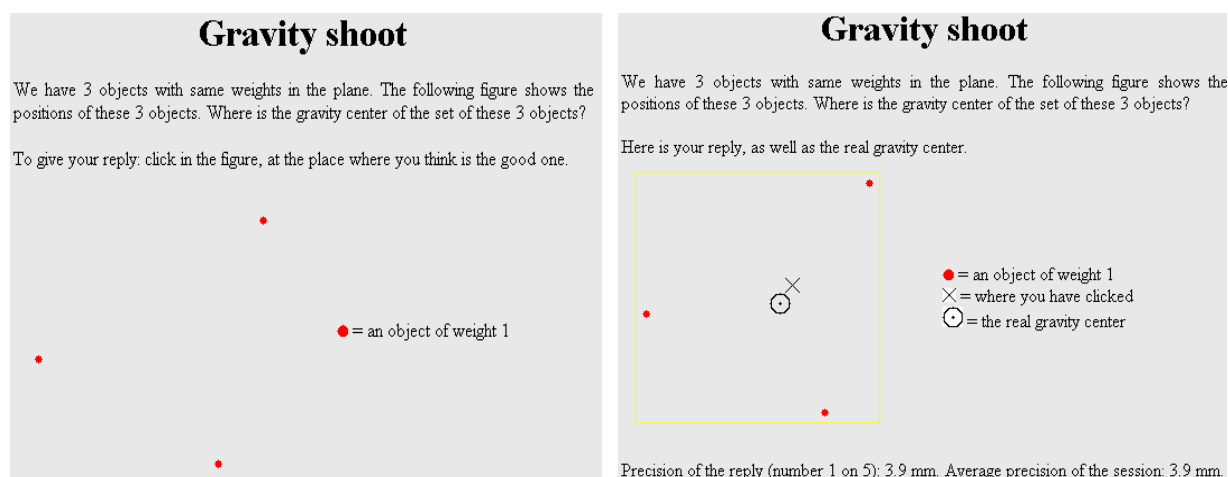 Gravity shoot
We have 3 objects with same weights in the plane. The following figure shows the
positions of these 3 objects. Where is the gravity center of the set of these 3 objects?
To give your reply: click in the figure, at the place where you think is the good one.
= an object of weight 1
Gravity shoot
We have 3 objects with same weights in the plane. The following figure shows the
positions of these 3 objects. Where is the gravity center of the set of these 3 objects?
Here is your reply, as well as the real gravity center.
= an object of weight 1
= where you have clicked
= the real gravity center
Precision of the reply (number 1 on 5): 3.9 mm. Average precision of the session: 3.9 mm.